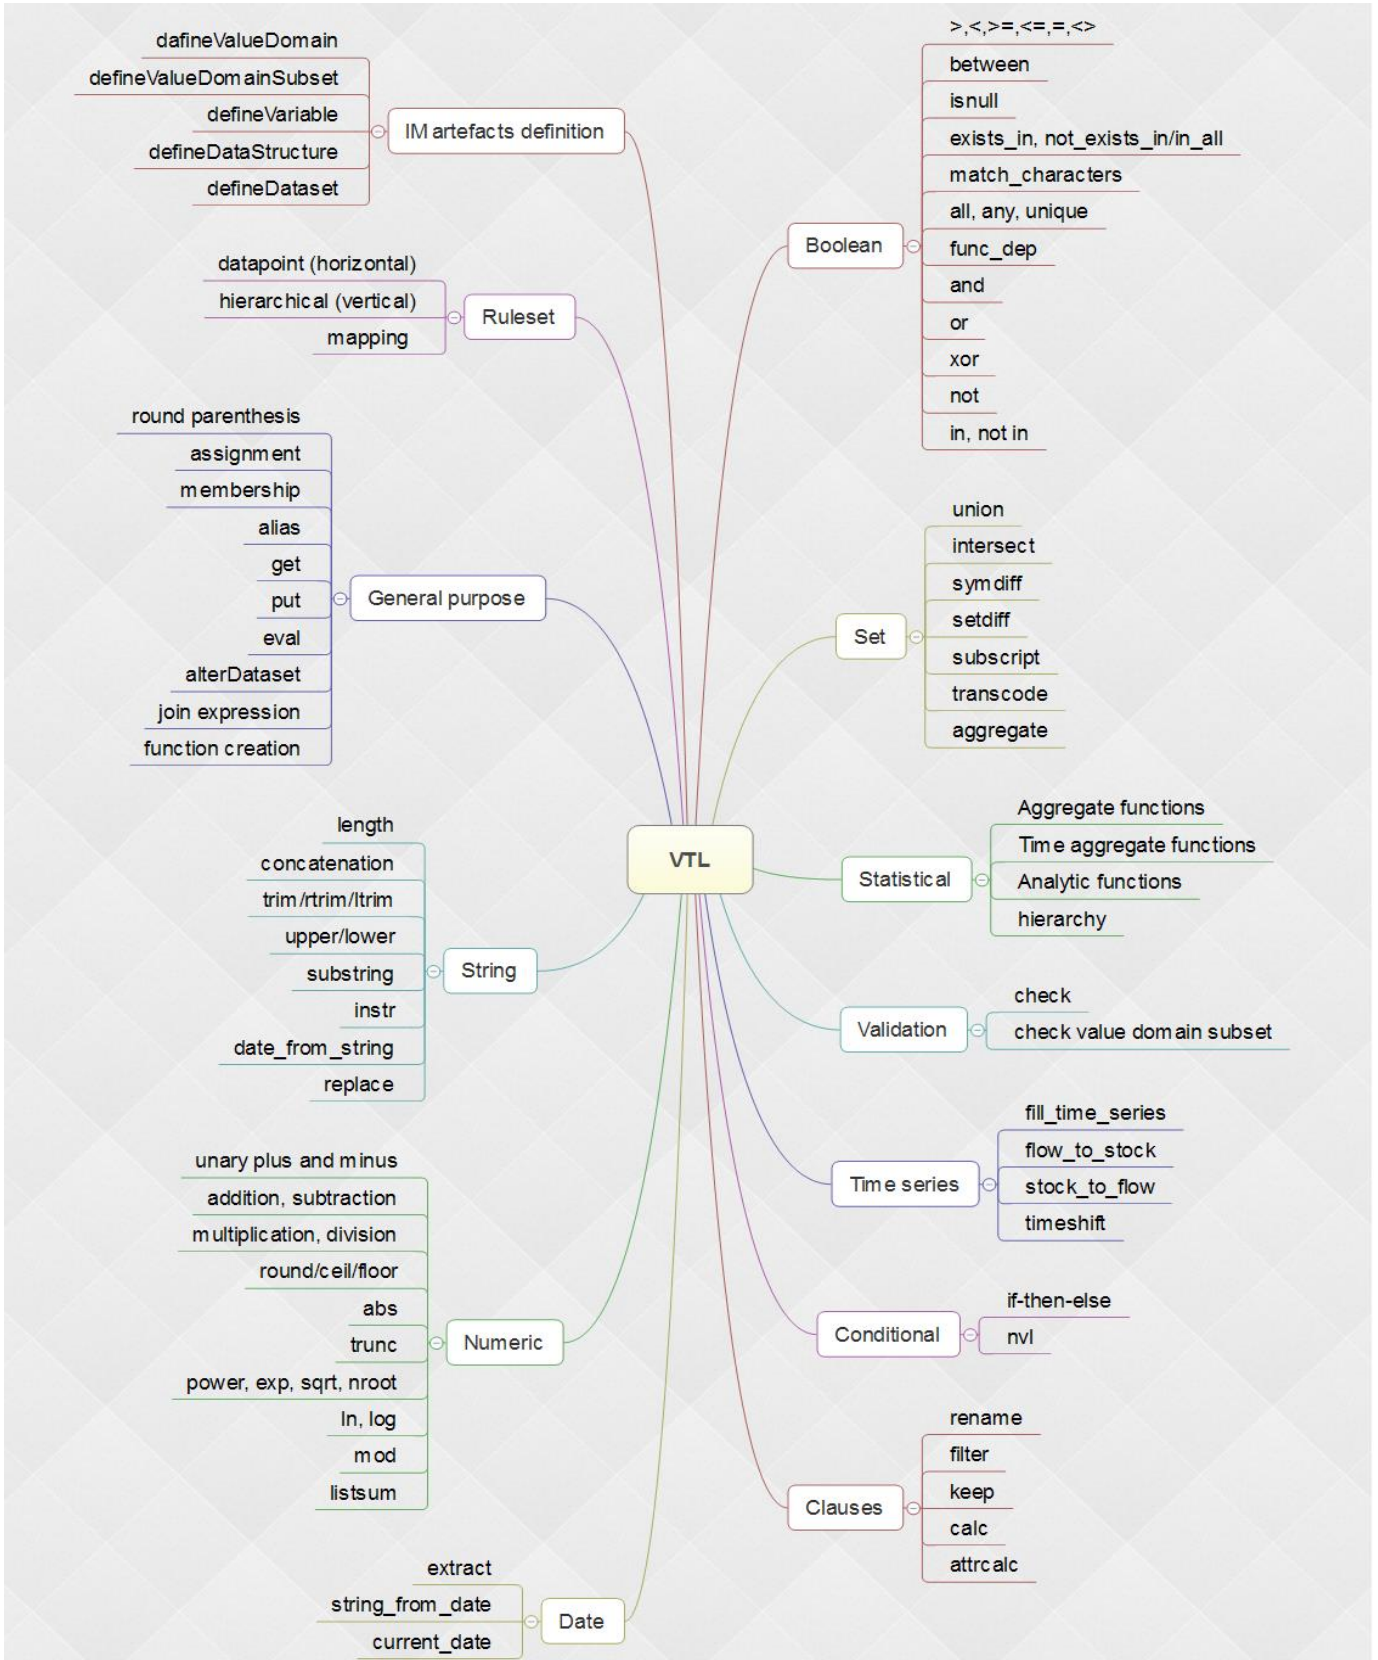 dafineValueDomain
defineValueDomainSubset
defineVariable
defineDataStructure
defineDataset
IM artefacts definition
datapoint (horizontal)
hierarchical (vertical)
mapping
Ruleset
round parenthesis
assignment
membership
alias
get
put
eval
alterDataset
join expression
function creation
General purpose
length
concatenation
trim/rtrim/ltrim
upper/lower
substring
instr
date_from_string
replace
String
unary plus and minus
addition, subtraction
multiplication, division
round/ceil/floor
abs
trunc
power, exp, sqrt, nroot
ln, log
mod
listsum
Numeric
extract
string_from_date
current_date
Date
VTL
Boolean
>,<,>=,<=,=,<>
between
isnull
exists_in, not_exists_in/in_all
match_characters
all, any, unique
func_dep
and
or
xor
not
in, not in
Set
union
intersect
symdiff
setdiff
subscript
transcode
aggregate
Statistical
Aggregate functions
Time aggregate functions
Analytic functions
hierarchy
Validation
check
check value domain subset
Time series
fill_time_series
flow_to_stock
stock_to_flow
timeshift
Conditional
if-then-else
nvl
Clauses
rename
filter
keep
calc
attrcalc